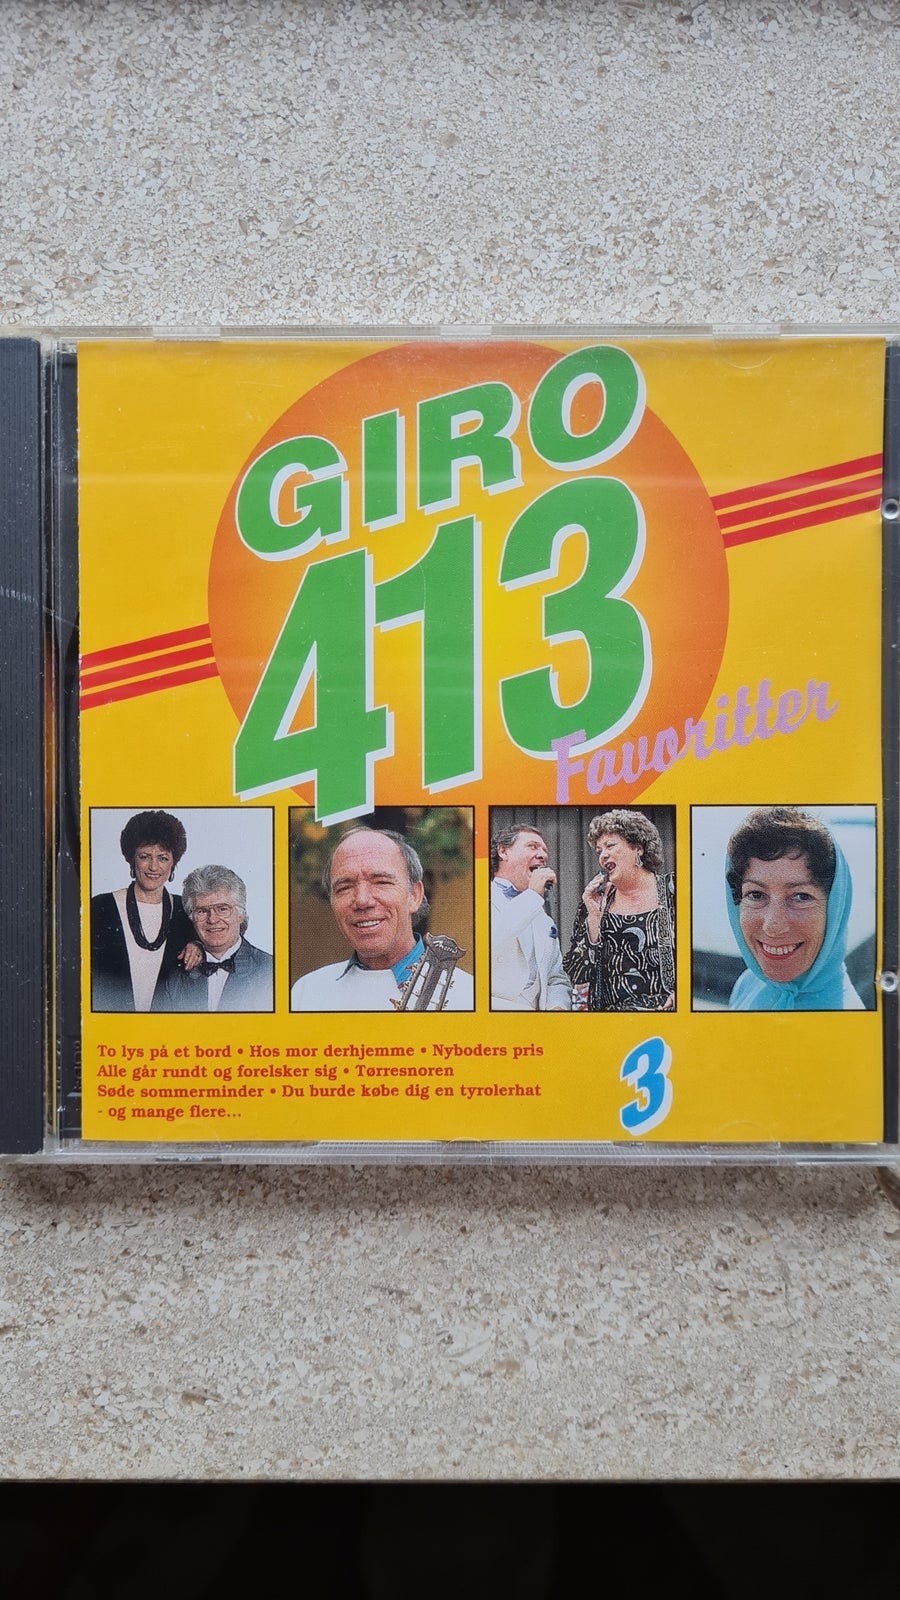 GIRO
413
Favoritter
To lys på et bord • Hos mor derhjemme • Nyboders pris
Alle går rundt og forelsker sig • Tørresnoren
Søde sommerminder • Du burde købe dig en tyrolerhat
- og mange flere...
3